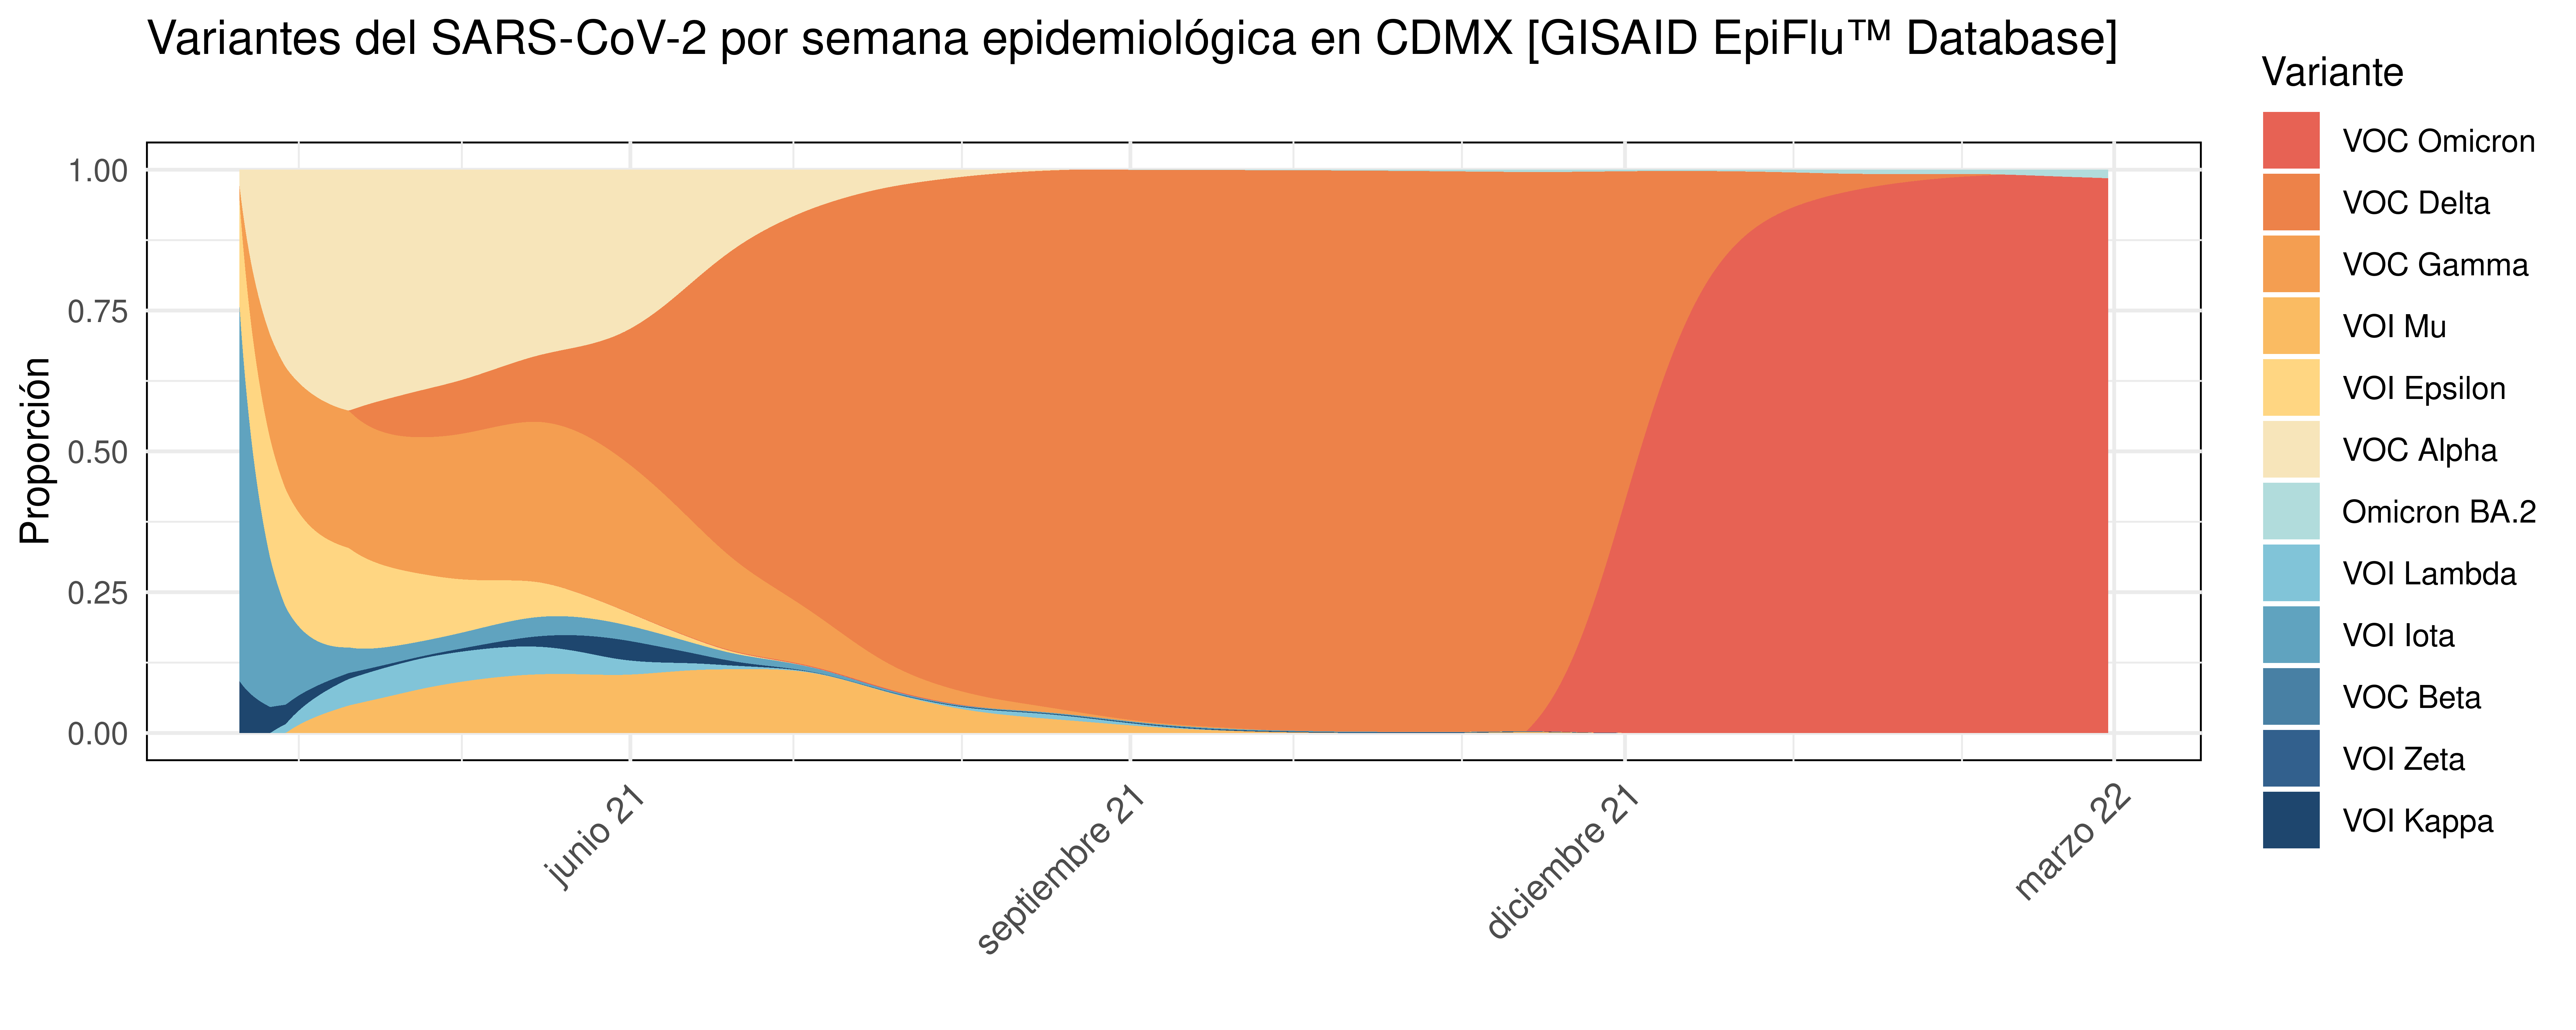 Variantes del SARS-CoV-2 por semana epidemiológica en CDMX [GISAID EpiFlu™ Database]
Proporción
1.00
0.75
0.50
0.25
0.00
junio 21
septiembre 21
diciembre 21
marzo 22
Variante
VOC Omicron
VOC Delta
VOC Gamma
VOI Mu
VOI Epsilon
VOC Alpha
Omicron BA.2
VOI Lambda
VOI Iota
VOC Beta
VOI Zeta
VOI Kappa